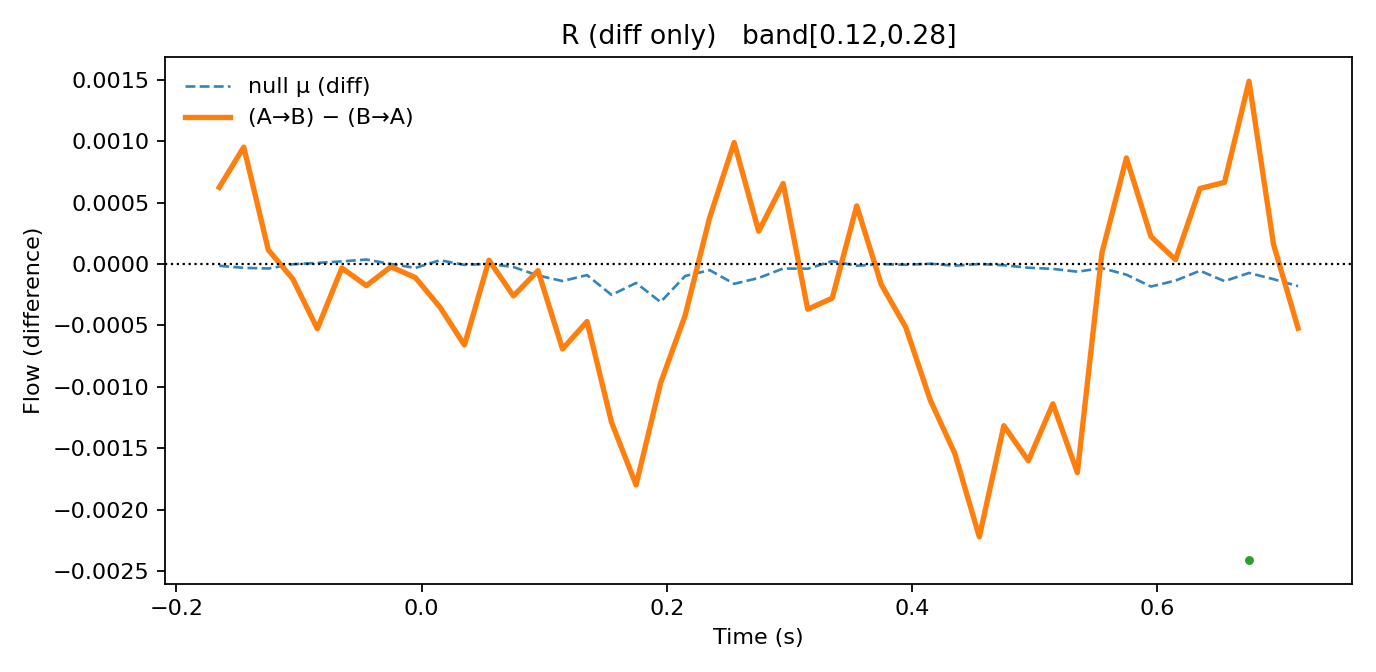 R (diff only)   band[0.12,0.28]
null μ (diff)
(A→B) − (B→A)
0.0015
0.0010
0.0005
0.0000
−0.0005
−0.0010
−0.0015
−0.0020
−0.0025
Flow (difference)
−0.2
0.0
0.2
0.4
0.6
Time (s)